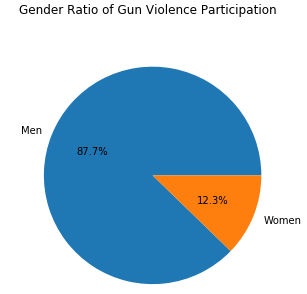 Gender Ratio of Gun Violence Participation
Men
87.7%
12.3%
Women